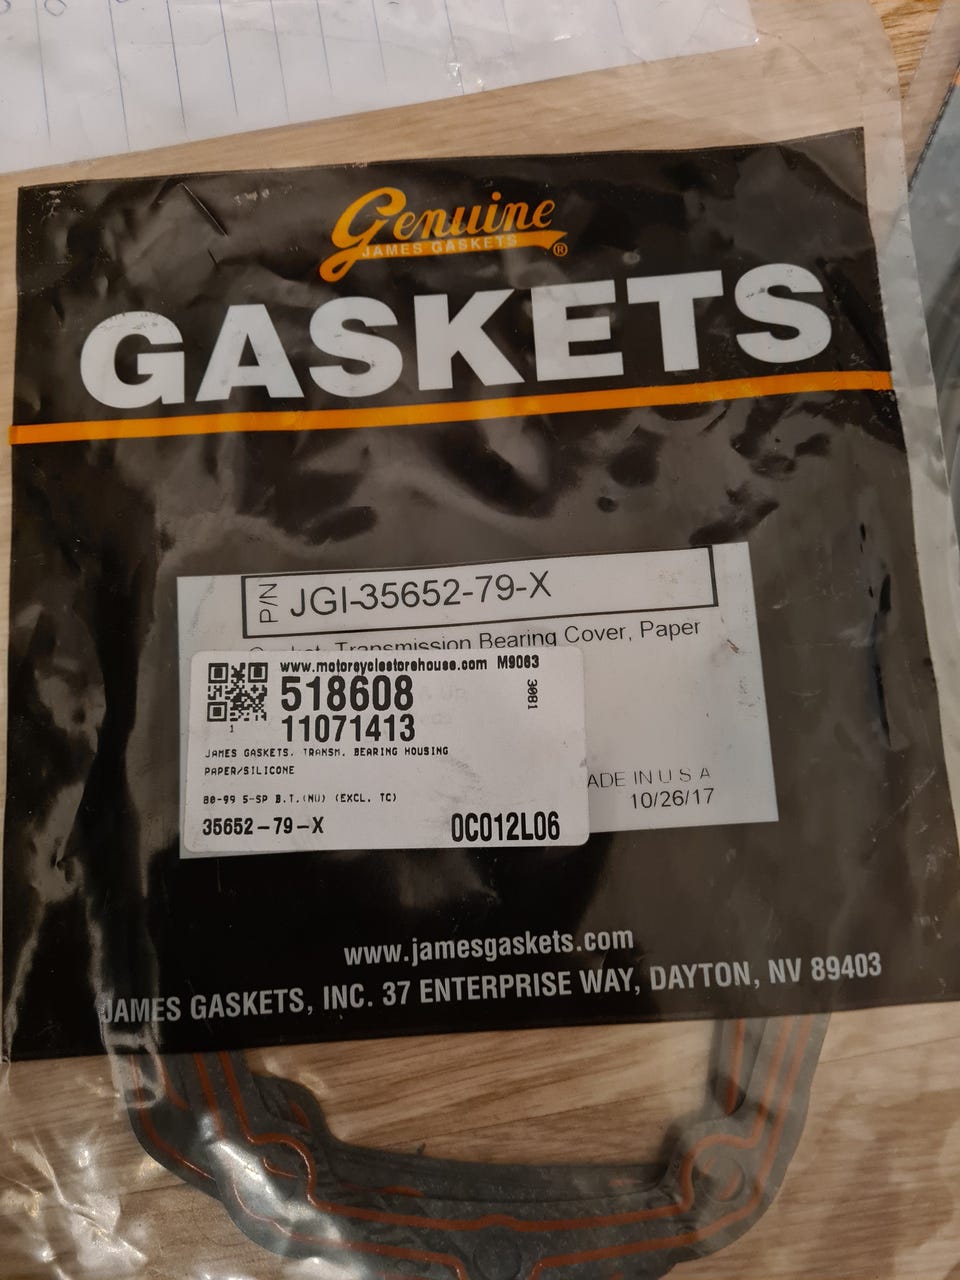 Genuine
JAMES GASKETS ®
GASKETS
P/N JGI-35652-79-X
Transmission Bearing Cover, Paper
www.motorcyclestorehouse.com M9063
518608
3081
11071413
1
JAMES GASKETS, TRANSM. BEARING HOUSING
PAPER/SILICONE
80-99 5-SP B.T.(NU) (EXCL. TC)
35652-79-X 0C012L06
ADE IN U S A
10/26/17
www.jamesgaskets.com
JAMES GASKETS, INC. 37 ENTERPRISE WAY, DAYTON, NV 89403